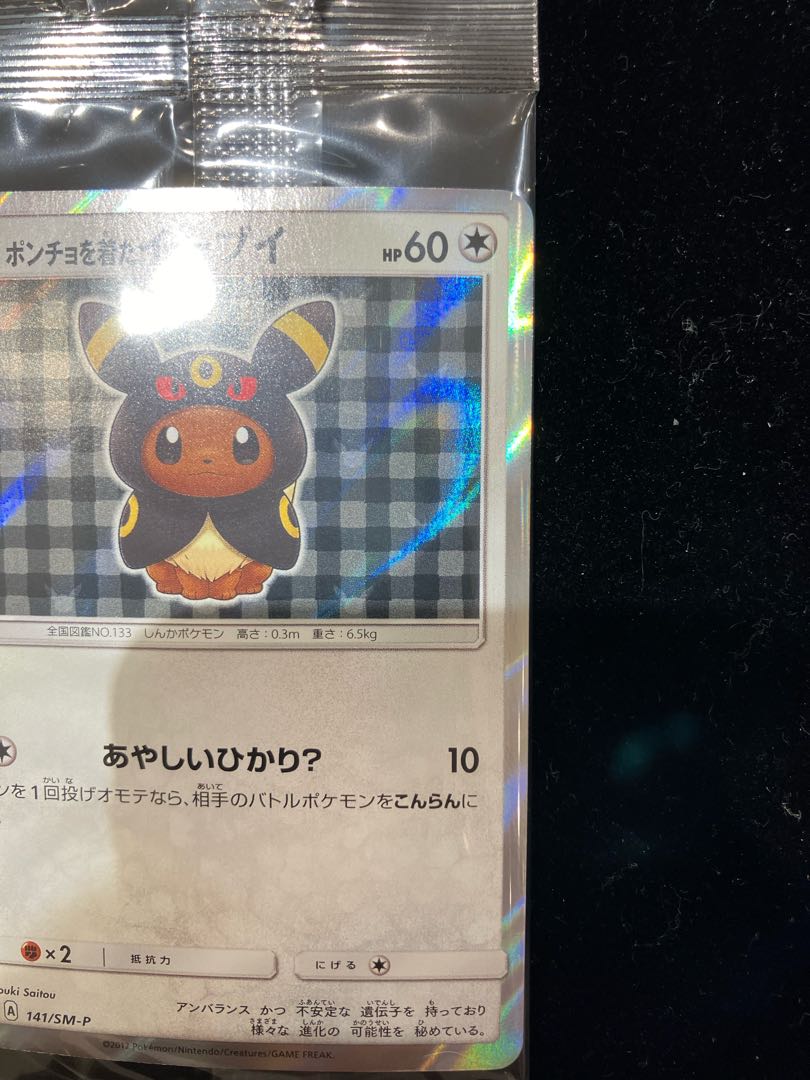 ポンチョを着たイーブイ HP60
全国図鑑NO.133 しんかポケモン 高さ：0.3m 重さ：6.5kg
あやしいひかり? 10
ンを1回投げオモテなら、相手のバトルポケモンをこんらんに
×2 抵抗力 にげる
ouki Saitou
A 141/SM-P
アンバランス かつ 不安定な 遺伝子を 持っており
様々な 進化の 可能性を 秘めている。
©2017 Pokémon/Nintendo/Creatures/GAME FREAK.